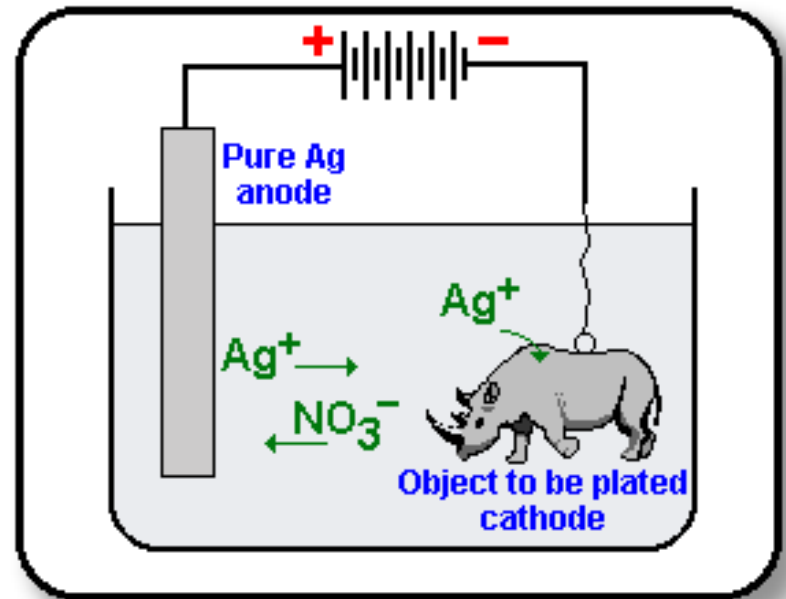 + −
Pure Ag
anode
Ag⁺
Ag⁺
NO₃⁻
Object to be plated
cathode